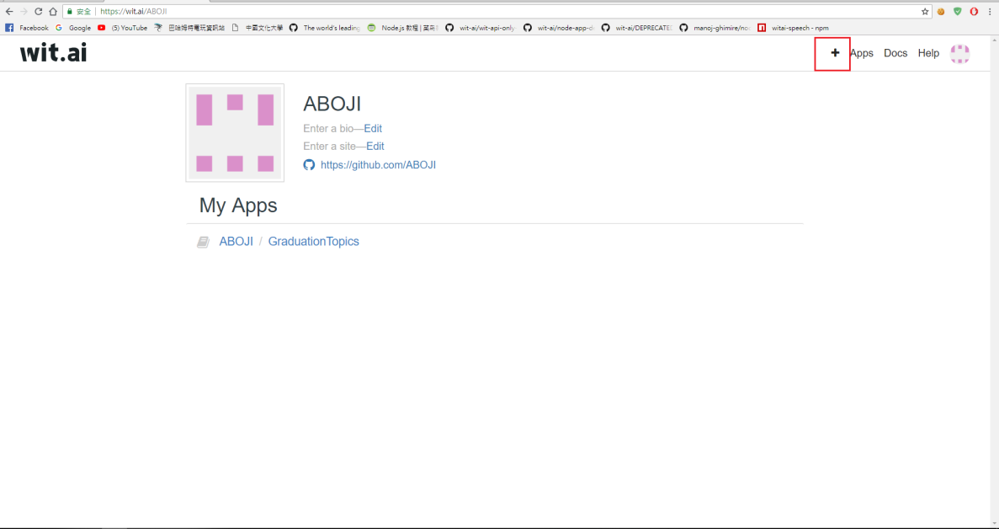 安全 https://wit.ai/ABOJI
Facebook Google (5) YouTube 巴哈姆特電玩資訊站 中國文化大學 The world's leading Node.js 教程 | 菜鸟 wit-ai/wit-api-only- wit-ai/node-app-d wit-ai/DEPRECATED manoj-ghimire/no witai-speech - npm
wit.ai + Apps Docs Help
ABOJI
Enter a bio—Edit
Enter a site—Edit
https://github.com/ABOJI
My Apps
ABOJI / GraduationTopics